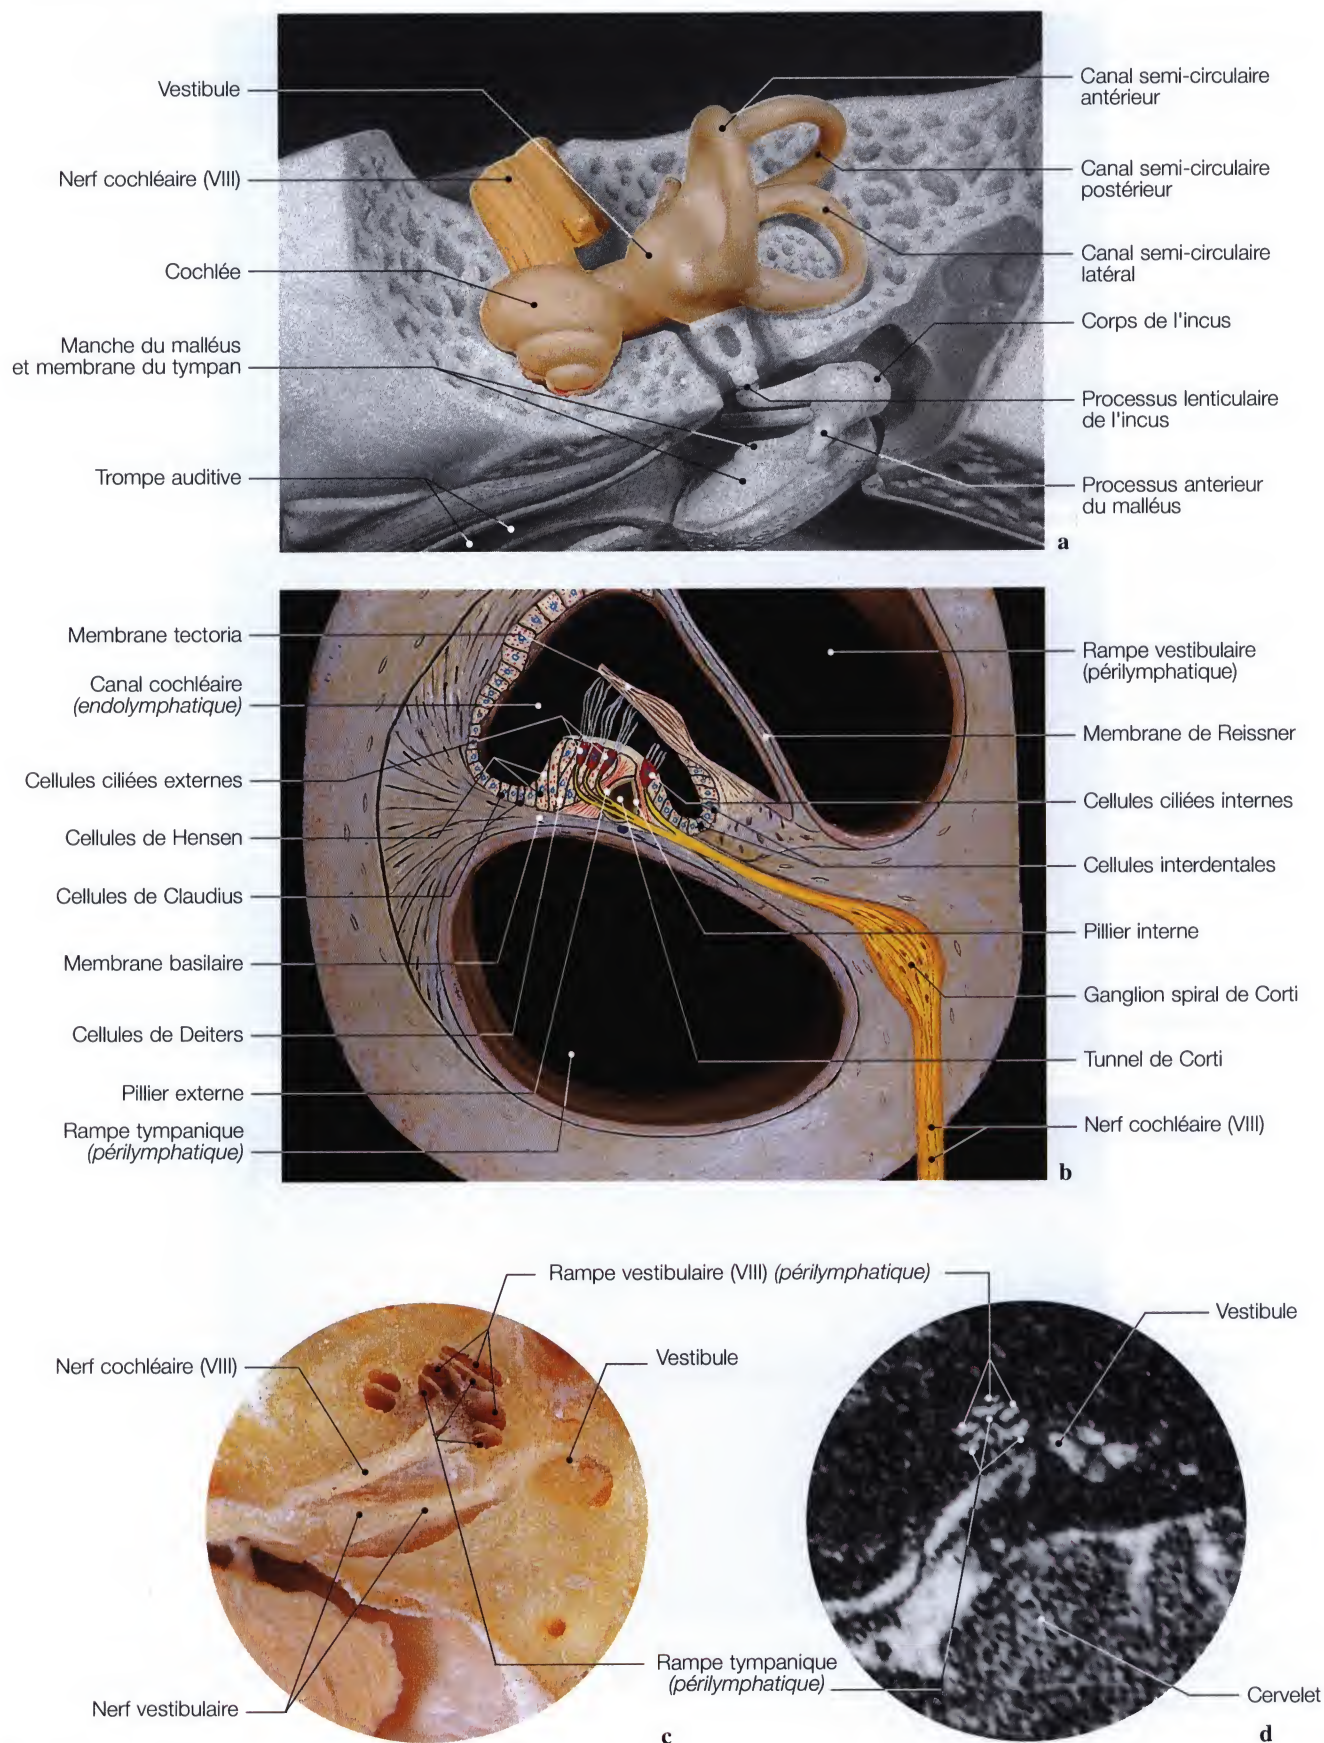 Vestibule
Nerf cochléaire (VIII)
Cochlée
Manche du malléus
et membrane du tympan
Trompe auditive
Canal semi-circulaire
antérieur
Canal semi-circulaire
postérieur
Canal semi-circulaire
latéral
Corps de l'incus
Processus lenticulaire
de l'incus
Processus anterieur
du malléus
a
Membrane tectoria
Canal cochléaire
(endolymphatique)
Cellules ciliées externes
Cellules de Hensen
Cellules de Claudius
Membrane basilaire
Cellules de Deiters
Pillier externe
Rampe tympanique
(périlymphatique)
Rampe vestibulaire
(périlymphatique)
Membrane de Reissner
Cellules ciliées internes
Cellules interdentales
Pillier interne
Ganglion spiral de Corti
Tunnel de Corti
Nerf cochléaire (VIII)
b
Rampe vestibulaire (VIII) (périlymphatique)
Nerf cochléaire (VIII)
Vestibule
Vestibule
Rampe tympanique
(périlymphatique)
Nerf vestibulaire
Cervelet
c
d